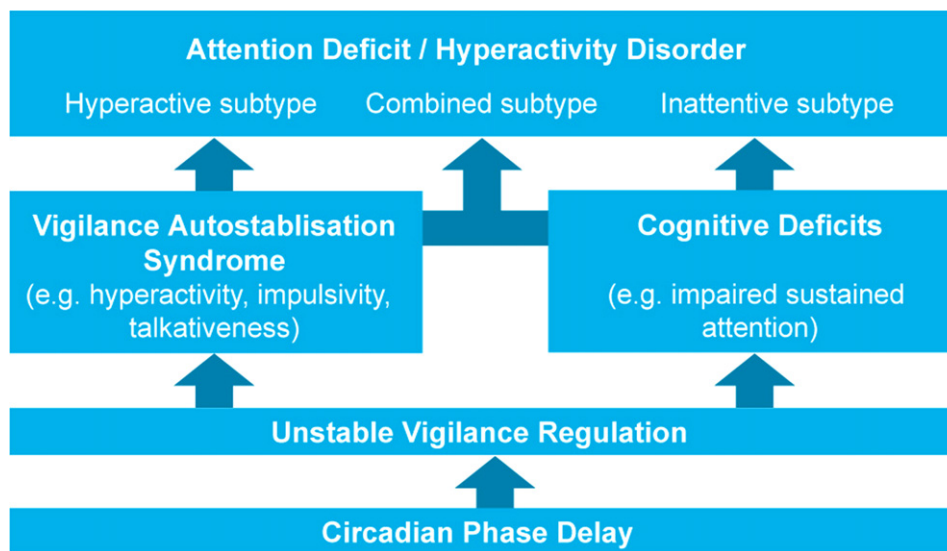 Attention Deficit / Hyperactivity Disorder
Hyperactive subtype
Combined subtype
Inattentive subtype
Vigilance Autostablisation
Syndrome
(e.g. hyperactivity, impulsivity,
talkativeness)
Cognitive Deficits
(e.g. impaired sustained
attention)
Unstable Vigilance Regulation
Circadian Phase Delay